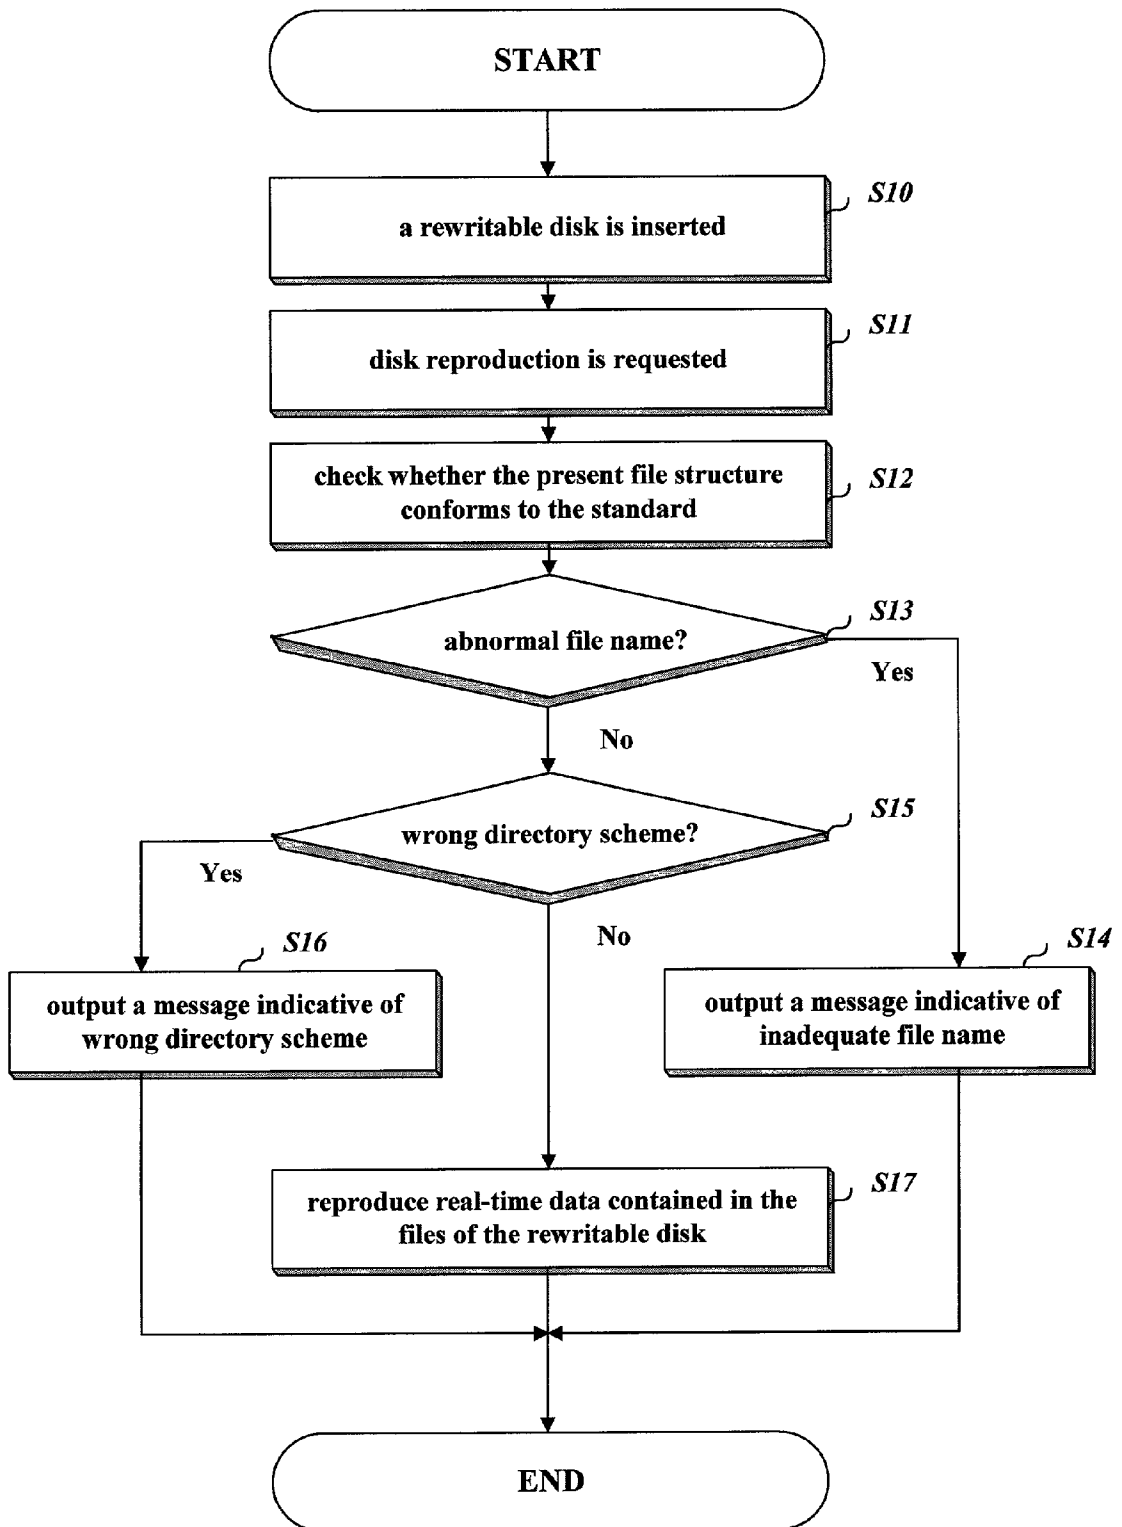 START
S10
a rewritable disk is inserted
S11
disk reproduction is requested
S12
check whether the present file structure
conforms to the standard
S13
abnormal file name?
Yes
No
S15
wrong directory scheme?
Yes
No
S16
output a message indicative of
wrong directory scheme
S14
output a message indicative of
inadequate file name
S17
reproduce real-time data contained in the
files of the rewritable disk
END